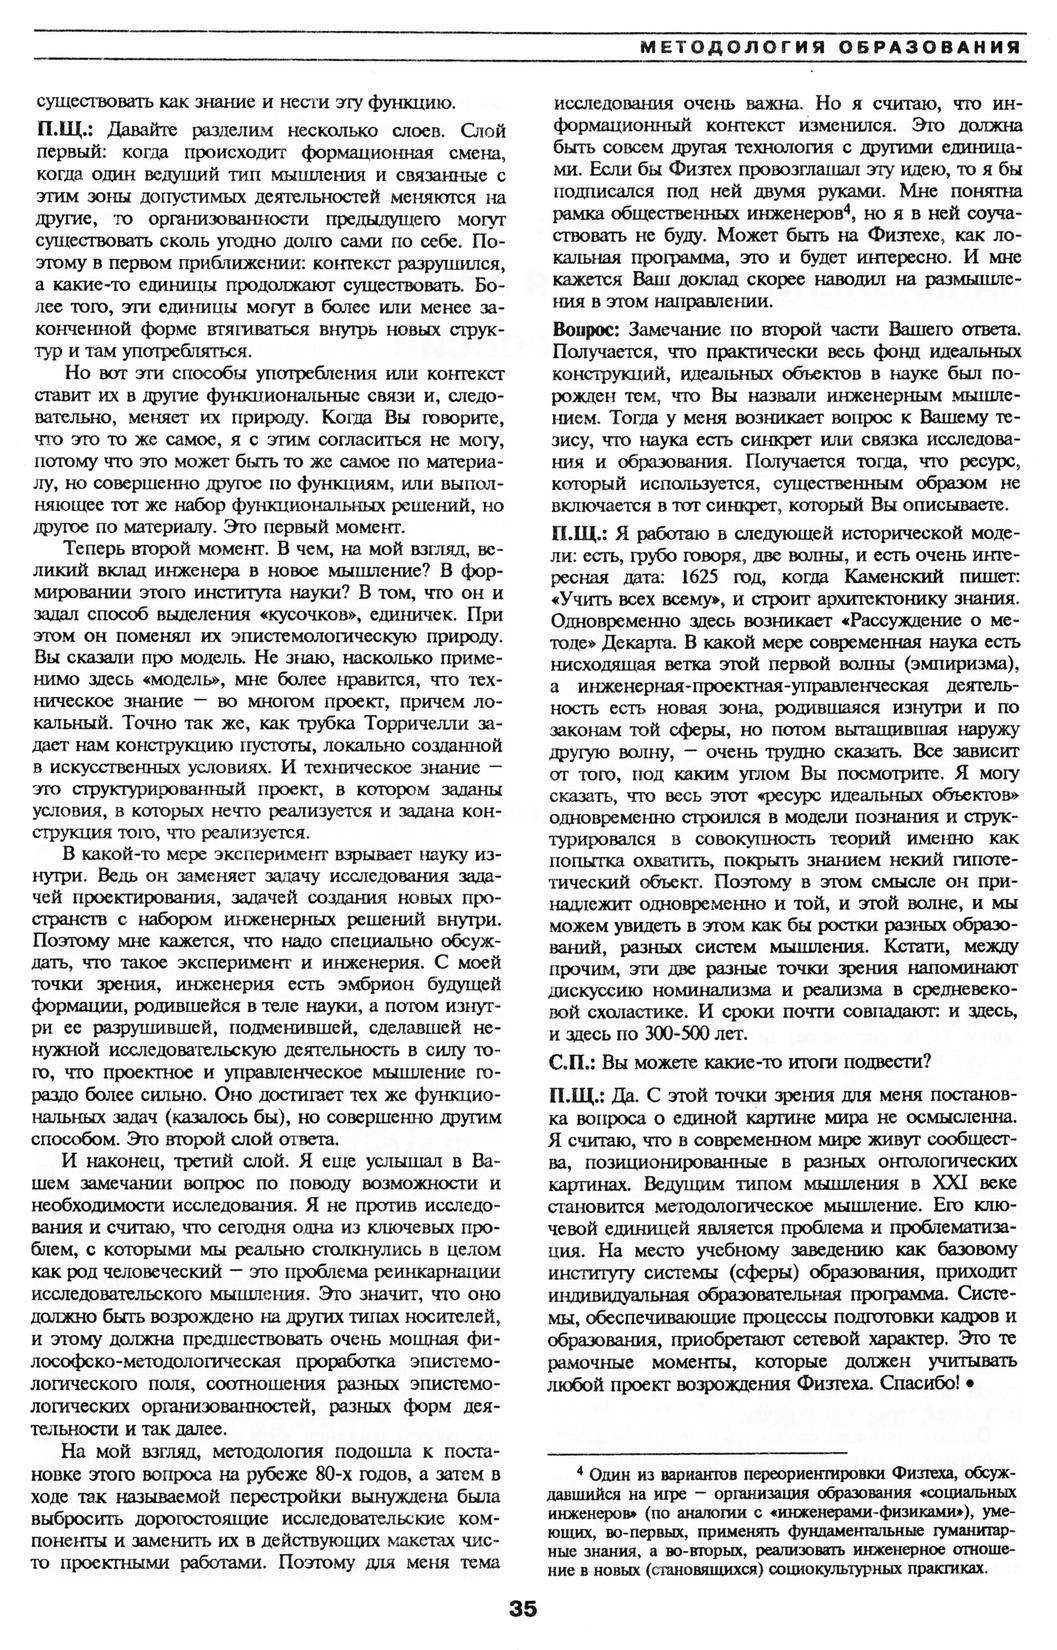 МЕТОДОЛОГИЯ ОБРАЗОВАНИЯ
существовать как знание и нести эту функцию.
П.Щ.: Давайте разделим несколько слоев. Слой
первый: когда происходит формационная смена,
когда один ведущий тип мышления и связанные с
этим зоны допустимых деятельностей меняются на
другие, то организованности предыдущего могут
существовать сколь угодно долго сами по себе. По-
этому в первом приближении: контекст разрушился,
а какие-то единицы продолжают существовать. Бо-
лее того, эти единицы могут в более или менее за-
конченной форме втягиваться внутрь новых струк-
тур и там употребляться.
Но вот эти способы употребления или контекст
ставит их в другие функциональные связи и, следо-
вательно, меняет их природу. Когда Вы говорите,
что это то же самое, я с этим согласиться не могу,
потому что это может быть то же самое по материа-
лу, но совершенно другое по функциям, или выпол-
няющее тот же набор функциональных решений, но
другое по материалу. Это первый момент.
Теперь второй момент. В чем, на мой взгляд, ве-
ликий вклад инженера в новое мышление? В фор-
мировании этого института науки? В том, что он и
задал способ выделения «кусочков», единичек. При
этом он поменял их эпистемологическую природу.
Вы сказали про модель. Не знаю, насколько приме-
нимо здесь «модель», мне более нравится, что тех-
ническое знание — во многом проект, причем ло-
кальный. Точно так же, как трубка Торричелли за-
дает нам конструкцию пустоты, локально созданной
в искусственных условиях. И техническое знание —
это структурированный проект, в котором заданы
условия, в которых нечто реализуется и задана кон-
струкция того, что реализуется.
В какой-то мере эксперимент взрывает науку из-
нутри. Ведь он заменяет задачу исследования зада-
чей проектирования, задачей создания новых про-
странств с набором инженерных решений внутри.
Поэтому мне кажется, что надо специально обсуж-
дать, что такое эксперимент и инженерия. С моей
точки зрения, инженерия есть эмбрион будущей
формации, родившейся в теле науки, а потом изнут-
ри ее разрушившей, подменившей, сделавшей не-
нужной исследовательскую деятельность в силу то-
го, что проектное и управленческое мышление го-
раздо более сильно. Оно достигает тех же функцио-
нальных задач (казалось бы), но совершенно другим
способом. Это второй слой ответа.
И наконец, третий слой. Я еще услышал в Ва-
шем замечании вопрос по поводу возможности и
необходимости исследования. Я не против исследо-
вания и считаю, что сегодня одна из ключевых про-
блем, с которыми мы реально столкнулись в целом
как род человеческий — это проблема реинкарнации
исследовательского мышления. Это значит, что оно
должно быть возрождено на других типах носителей,
и этому должна предшествовать очень мощная фи-
лософско-методологическая проработка эпистемо-
логического поля, соотношения разных эпистемо-
логических организованностей, разных форм дея-
тельности и так далее.
На мой взгляд, методология подошла к поста-
новке этого вопроса на рубеже 80-х годов, а затем в
ходе так называемой перестройки вынуждена была
выбросить дорогостоящие исследовательские ком-
поненты и заменить их в действующих макетах чис-
то проектными работами. Поэтому для меня тема
исследования очень важна. Но я считаю, что ин-
формационный контекст изменился. Это должна
быть совсем другая технология с другими единица-
ми. Если бы Физтех провозглашал эту идею, то я бы
подписался под ней двумя руками. Мне понятна
рамка общественных инженеров⁴, но я в ней соуча-
ствовать не буду. Может быть на Физтехе, как ло-
кальная программа, это и будет интересно. И мне
кажется Ваш доклад скорее наводил на размышле-
ния в этом направлении.
Вопрос: Замечание по второй части Вашего ответа.
Получается, что практически весь фонд идеальных
конструкций, идеальных объектов в науке был по-
рожден тем, что Вы назвали инженерным мышле-
нием. Тогда у меня возникает вопрос к Вашему те-
зису, что наука есть синкрет или связка исследова-
ния и образования. Получается тогда, что ресурс,
который используется, существенным образом не
включается в тот синкрет, который Вы описываете.
П.Щ.: Я работаю в следующей исторической моде-
ли: есть, грубо говоря, две волны, и есть очень инте-
ресная дата: 1625 год, когда Каменский пишет:
«Учить всех всему», и строит архитектонику знания.
Одновременно здесь возникает «Рассуждение о ме-
тоде» Декарта. В какой мере современная наука есть
нисходящая ветка этой первой волны (эмпиризма),
а инженерная-проектная-управленческая деятель-
ность есть новая зона, родившаяся изнутри и по
законам той сферы, но потом вытащившая наружу
другую волну, — очень трудно сказать. Все зависит
от того, под каким углом Вы посмотрите. Я могу
сказать, что весь этот «ресурс идеальных объектов»
одновременно строился в модели познания и струк-
турировался в совокупность теорий именно как
попытка охватить, покрыть знанием некий гипоте-
тический объект. Поэтому в этом смысле он при-
надлежит одновременно и той, и этой волне, и мы
можем увидеть в этом как бы ростки разных образо-
ваний, разных систем мышления. Кстати, между
прочим, эти две разные точки зрения напоминают
дискуссию номинализма и реализма в средневеко-
вой схоластике. И сроки почти совпадают: и здесь,
и здесь по 300-500 лет.
С.П.: Вы можете какие-то итоги подвести?
П.Щ.: Да. С этой точки зрения для меня постанов-
ка вопроса о единой картине мира не осмысленна.
Я считаю, что в современном мире живут сообщест-
ва, позиционированные в разных онтологических
картинах. Ведущим типом мышления в XXI веке
становится методологическое мышление. Его клю-
чевой единицей является проблема и проблематиза-
ция. На место учебному заведению как базовому
институту системы (сферы) образования, приходит
индивидуальная образовательная программа. Систе-
мы, обеспечивающие процессы подготовки кадров и
образования, приобретают сетевой характер. Это те
рамочные моменты, которые должен учитывать
любой проект возрождения Физтеха. Спасибо! •
⁴ Один из вариантов переориентировки Физтеха, обсуж-
давшийся на игре — организация образования «социальных
инженеров» (по аналогии с «инженерами-физиками»), уме-
ющих, во-первых, применять фундаментальные гуманитар-
ные знания, а во-вторых, реализовать инженерное отноше-
ние в новых (становящихся) социокультурных практиках.
35